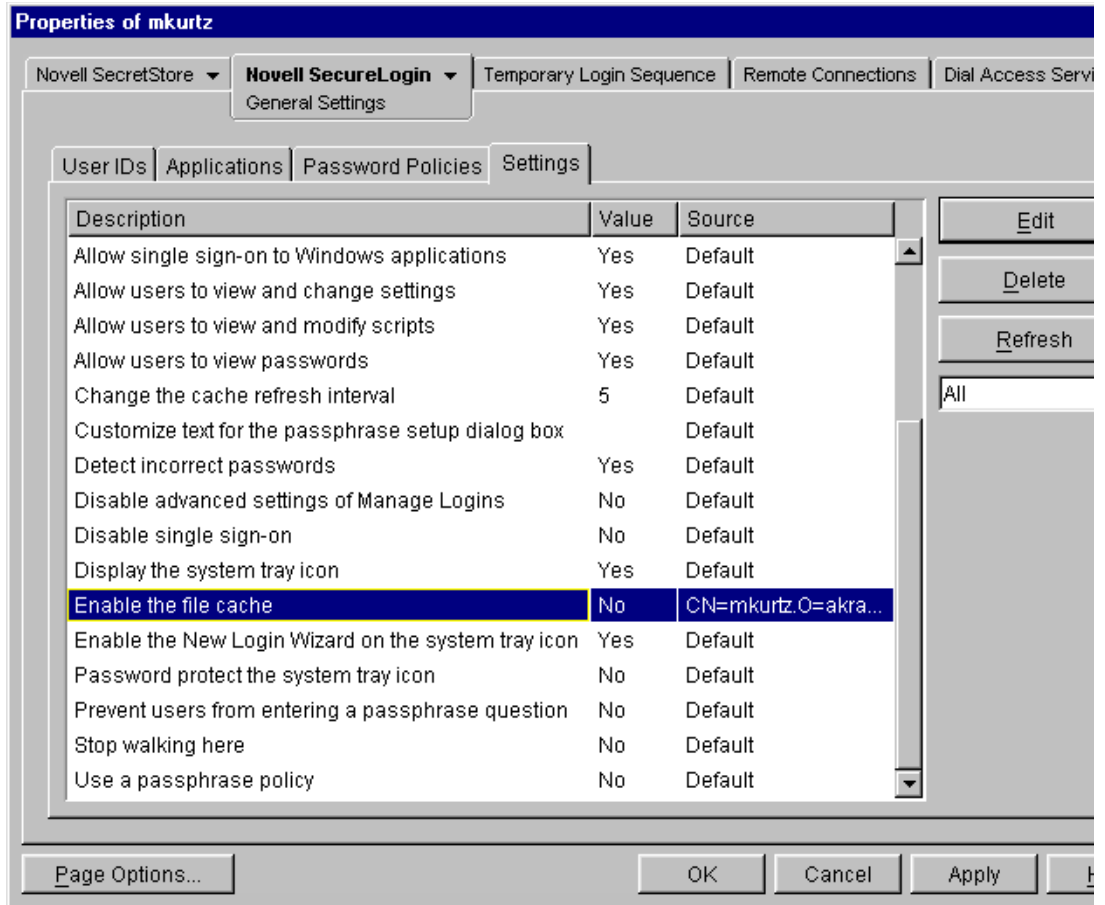 Properties of mkurtz
Novell SecretStore Novell SecureLogin Temporary Login Sequence Remote Connections Dial Access Servi
General Settings
User IDs Applications Password Policies Settings
Description Value Source
Allow single sign-on to Windows applications Yes Default
Allow users to view and change settings Yes Default
Allow users to view and modify scripts Yes Default
Allow users to view passwords Yes Default
Change the cache refresh interval 5 Default
Customize text for the passphrase setup dialog box Default
Detect incorrect passwords Yes Default
Disable advanced settings of Manage Logins No Default
Disable single sign-on No Default
Display the system tray icon Yes Default
Enable the file cache No CN=mkurtz.O=akra...
Enable the New Login Wizard on the system tray icon Yes Default
Password protect the system tray icon No Default
Prevent users from entering a passphrase question No Default
Stop walking here No Default
Use a passphrase policy No Default
Edit
Delete
Refresh
All
Page Options... OK Cancel Apply H